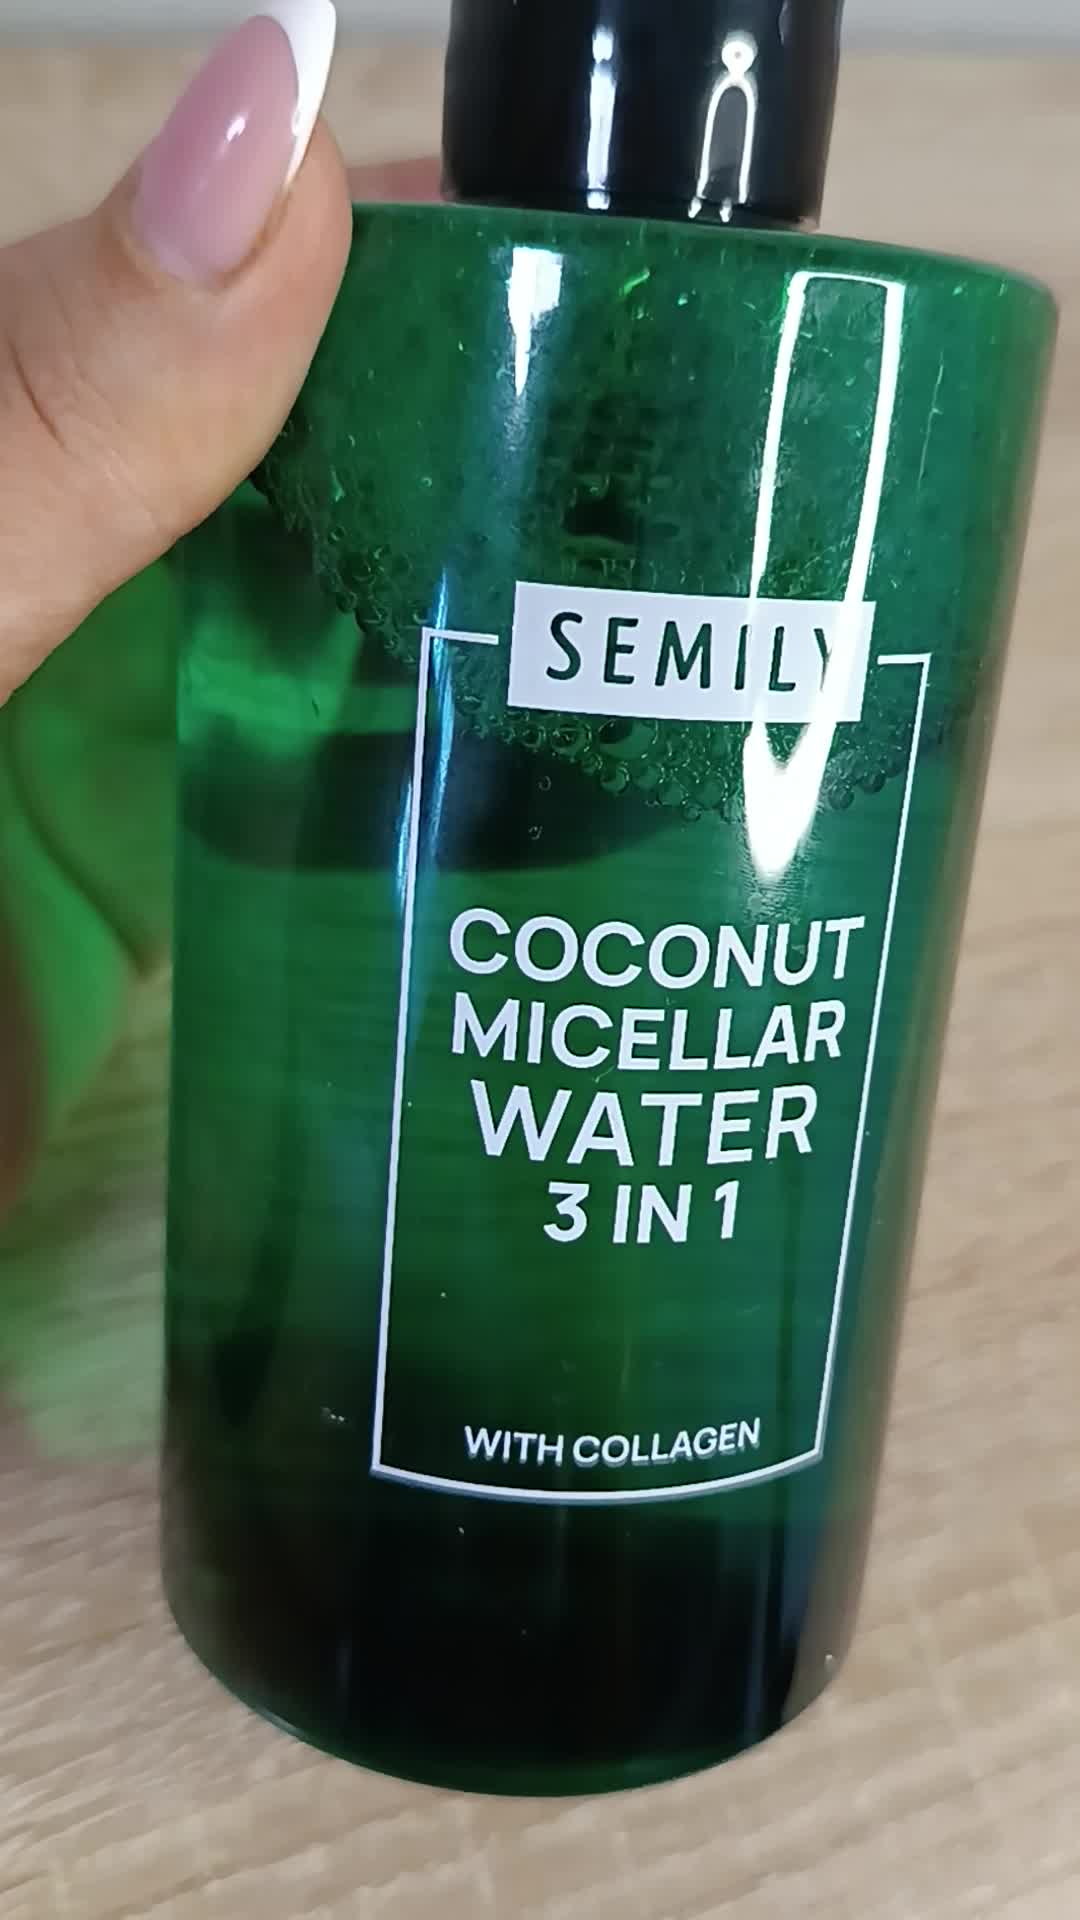 SEMILY
COCONUT
MICELLAR
WATER
3 IN 1
WITH COLLAGEN